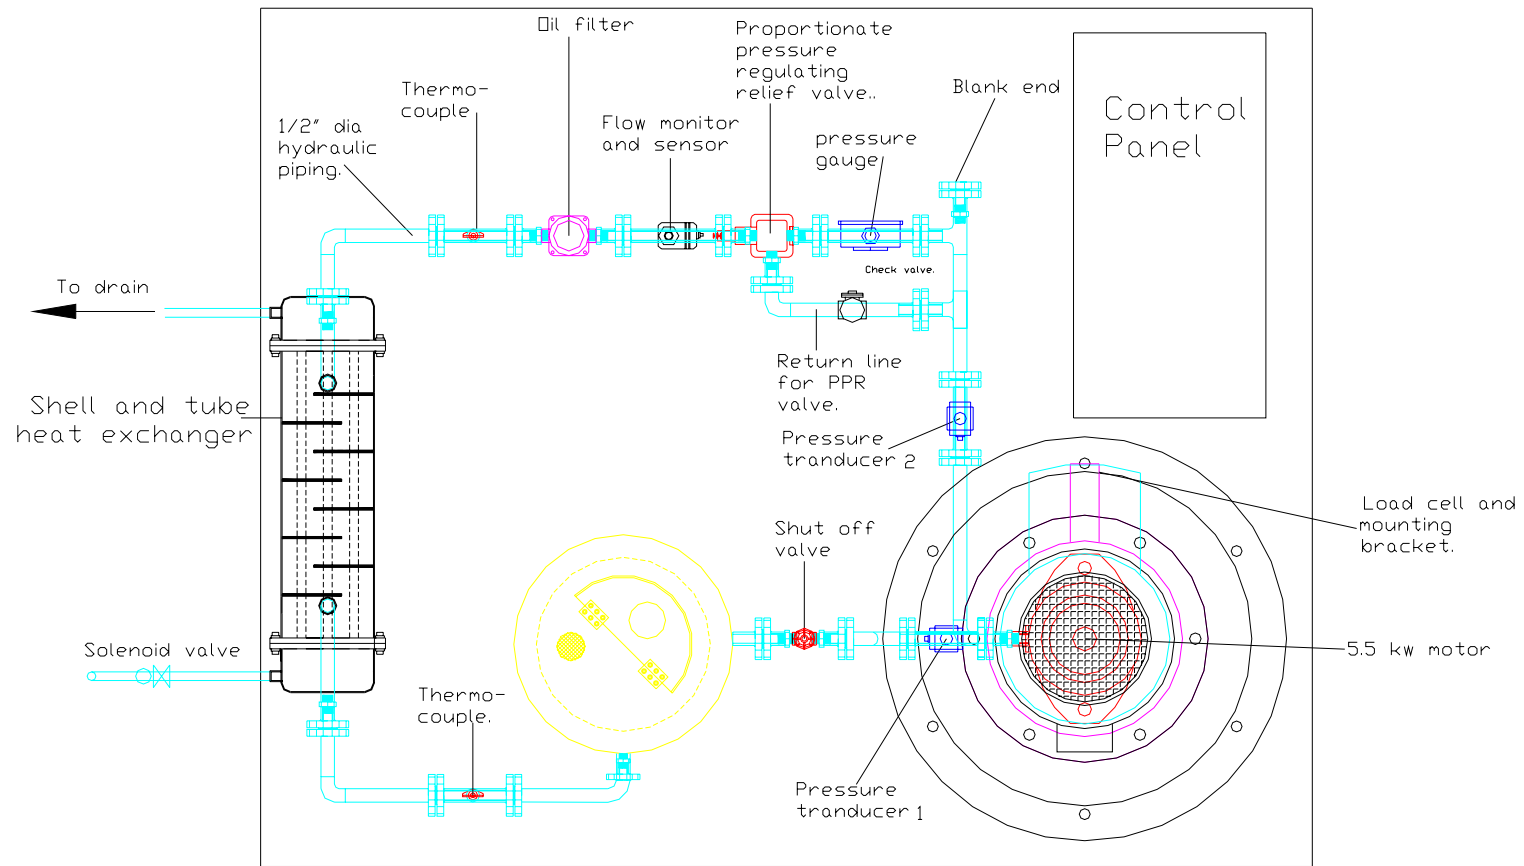 Oil filter
Proportionate
pressure
regulating
relief valve..
Thermo-
couple
Blank end
Control
Panel
1/2" dia
hydraulic
piping.
Flow monitor
and sensor
pressure
gauge
Check valve.
To drain
Return line
for PPR
valve.
Shell and tube
heat exchanger
Pressure
tranducer 2
Load cell and
mounting
bracket.
Shut off
valve
Solenoid valve
5.5 kw motor
Thermo-
couple.
Pressure
tranducer 1